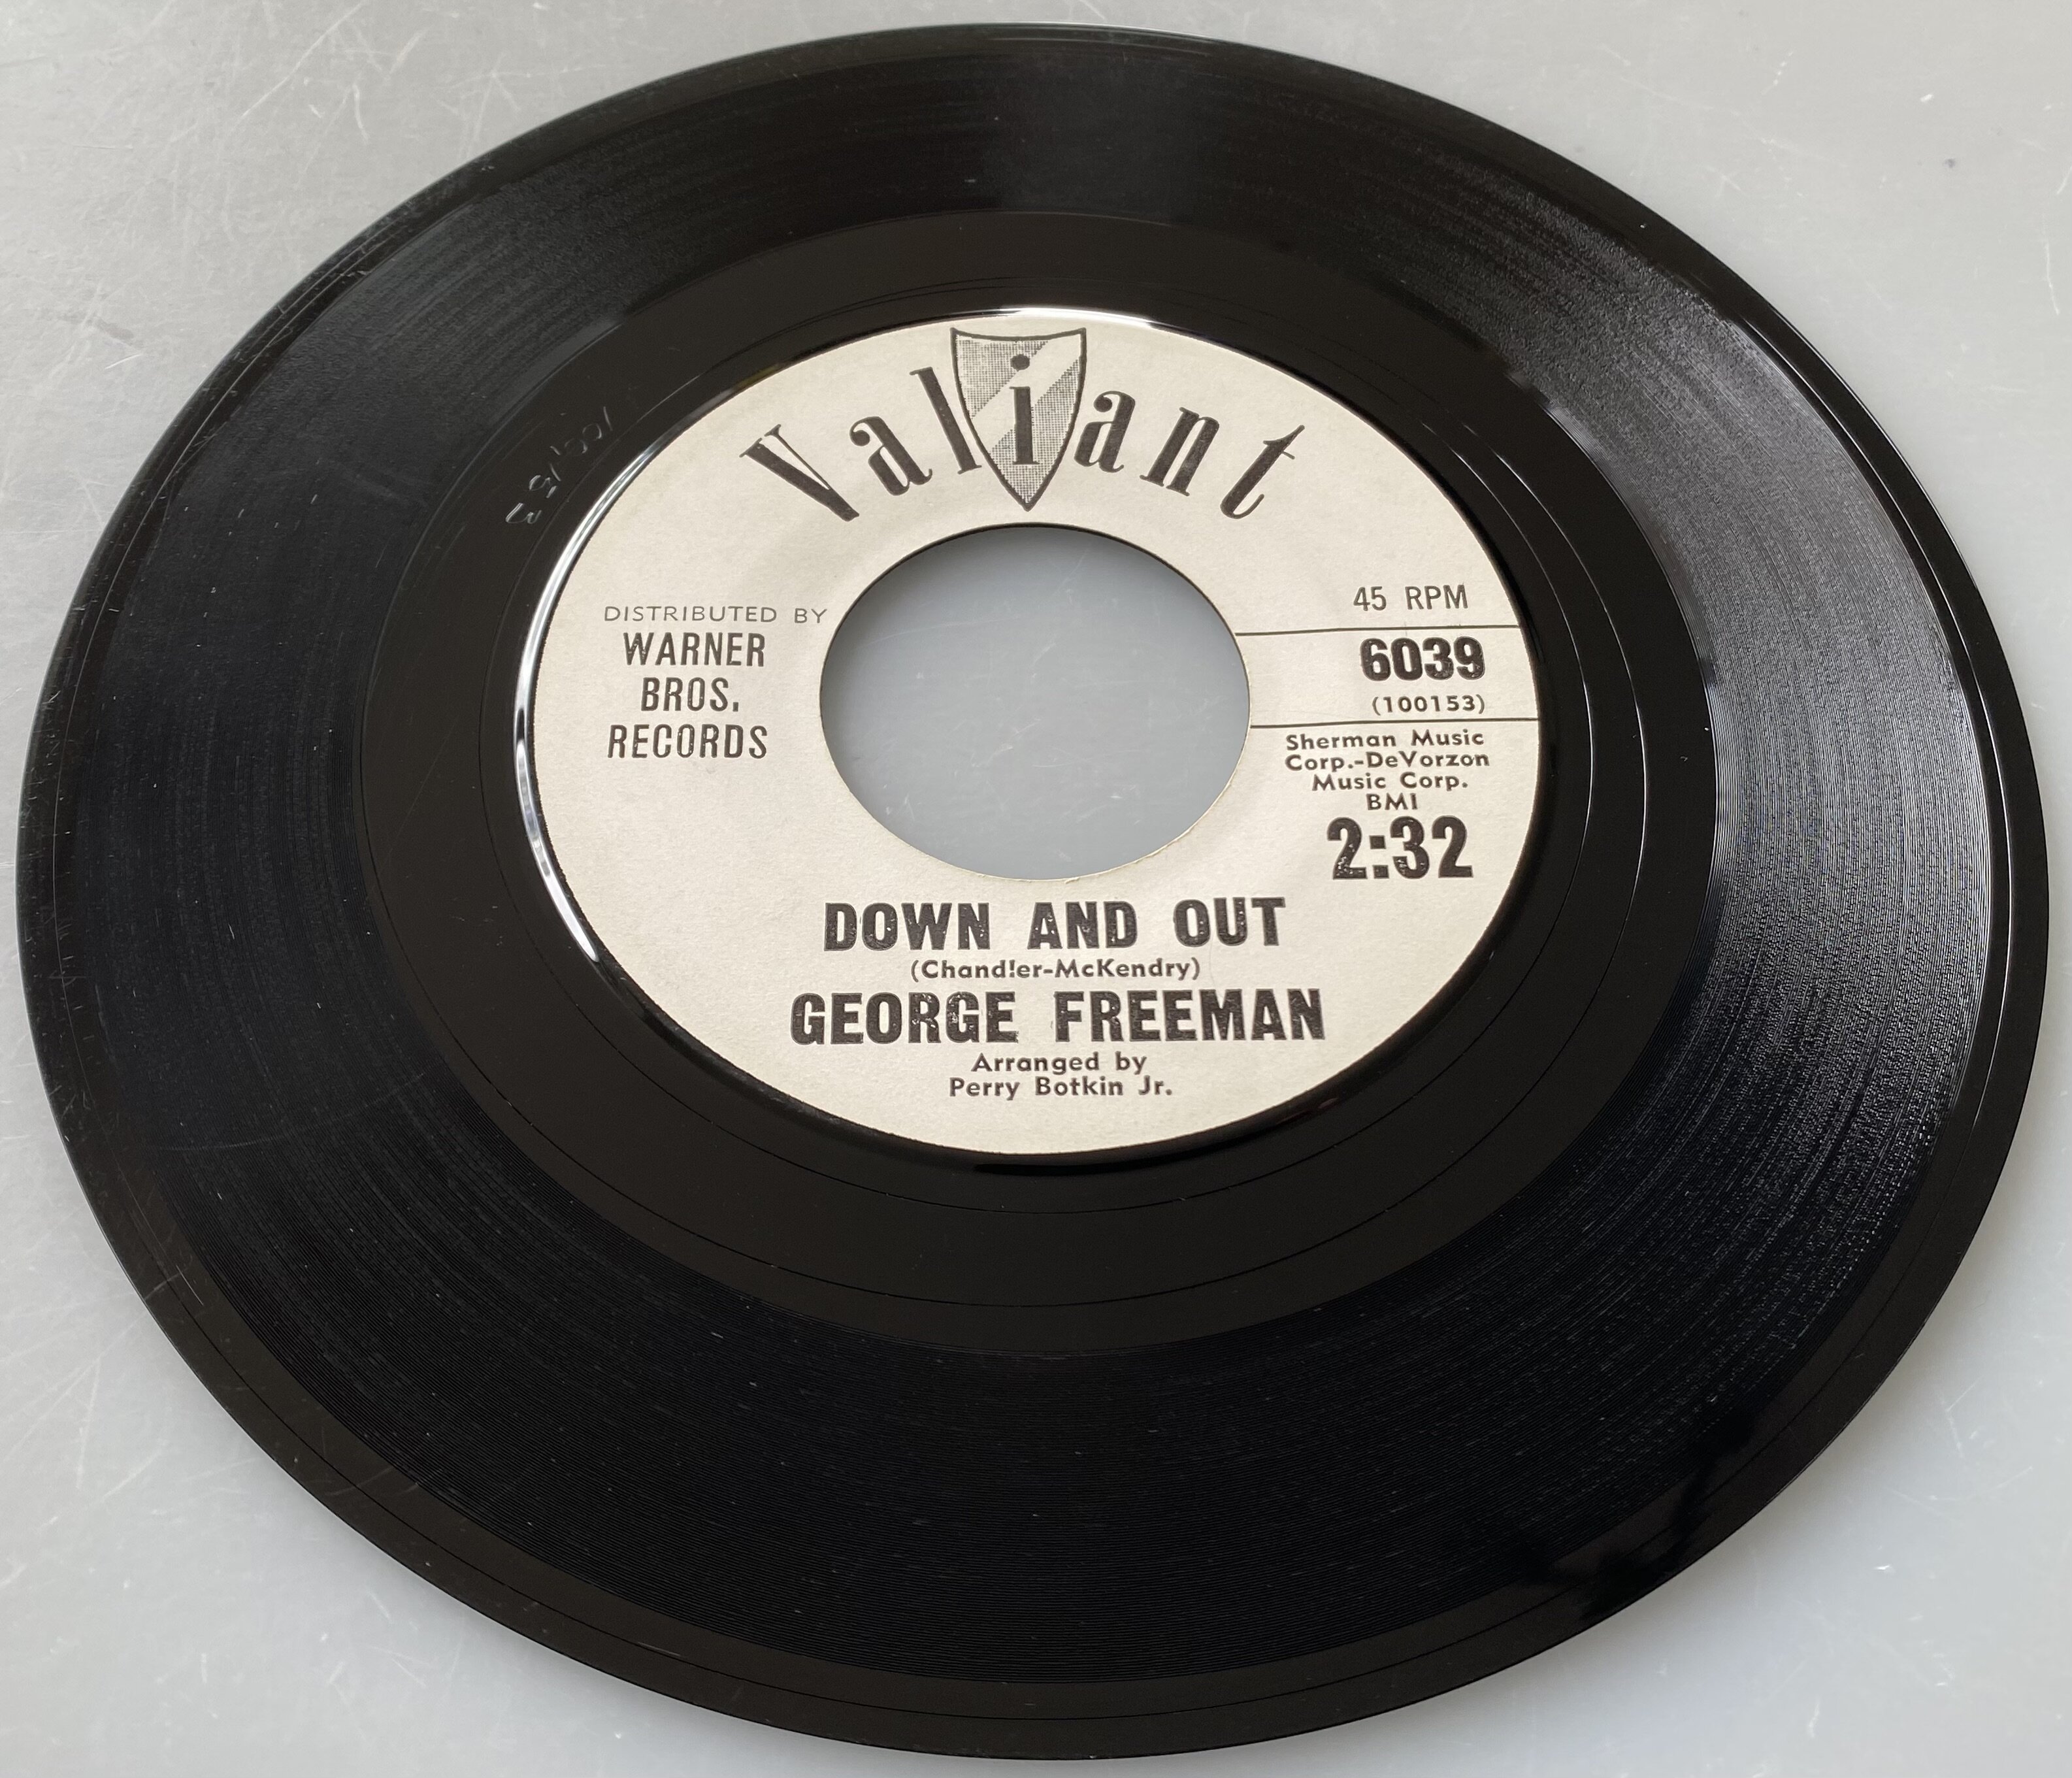 Valiant
DISTRIBUTED BY
WARNER
BROS.
RECORDS
45 RPM
6039
(100153)
Sherman Music
Corp.-DeVorzon
Music Corp.
BMI
2:32
DOWN AND OUT
(Chandler-McKendry)
GEORGE FREEMAN
Arranged by
Perry Botkin Jr.